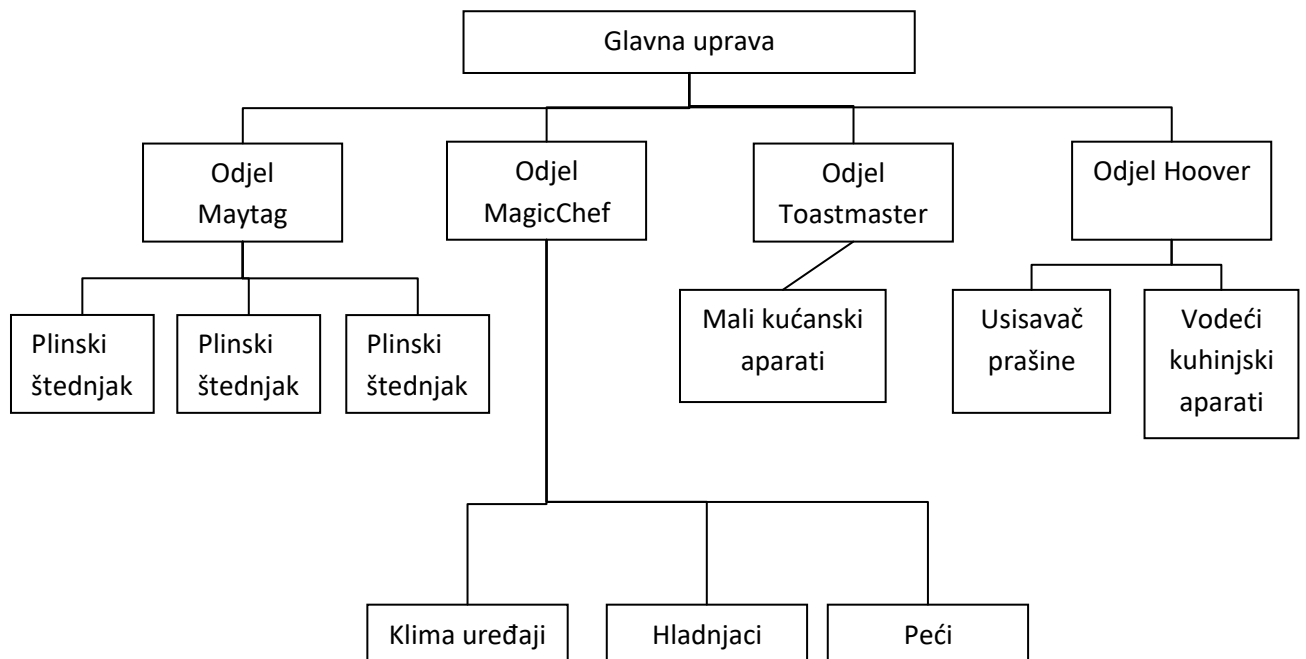 Glavna uprava
Odjel
Maytag
Odjel
MagicChef
Odjel
Toastmaster
Odjel Hoover
Plinski
štednjak
Plinski
štednjak
Plinski
štednjak
Mali kućanski
aparati
Usisavač
prašine
Vodeći
kuhinjski
aparati
Klima uređaji
Hladnjaci
Peći